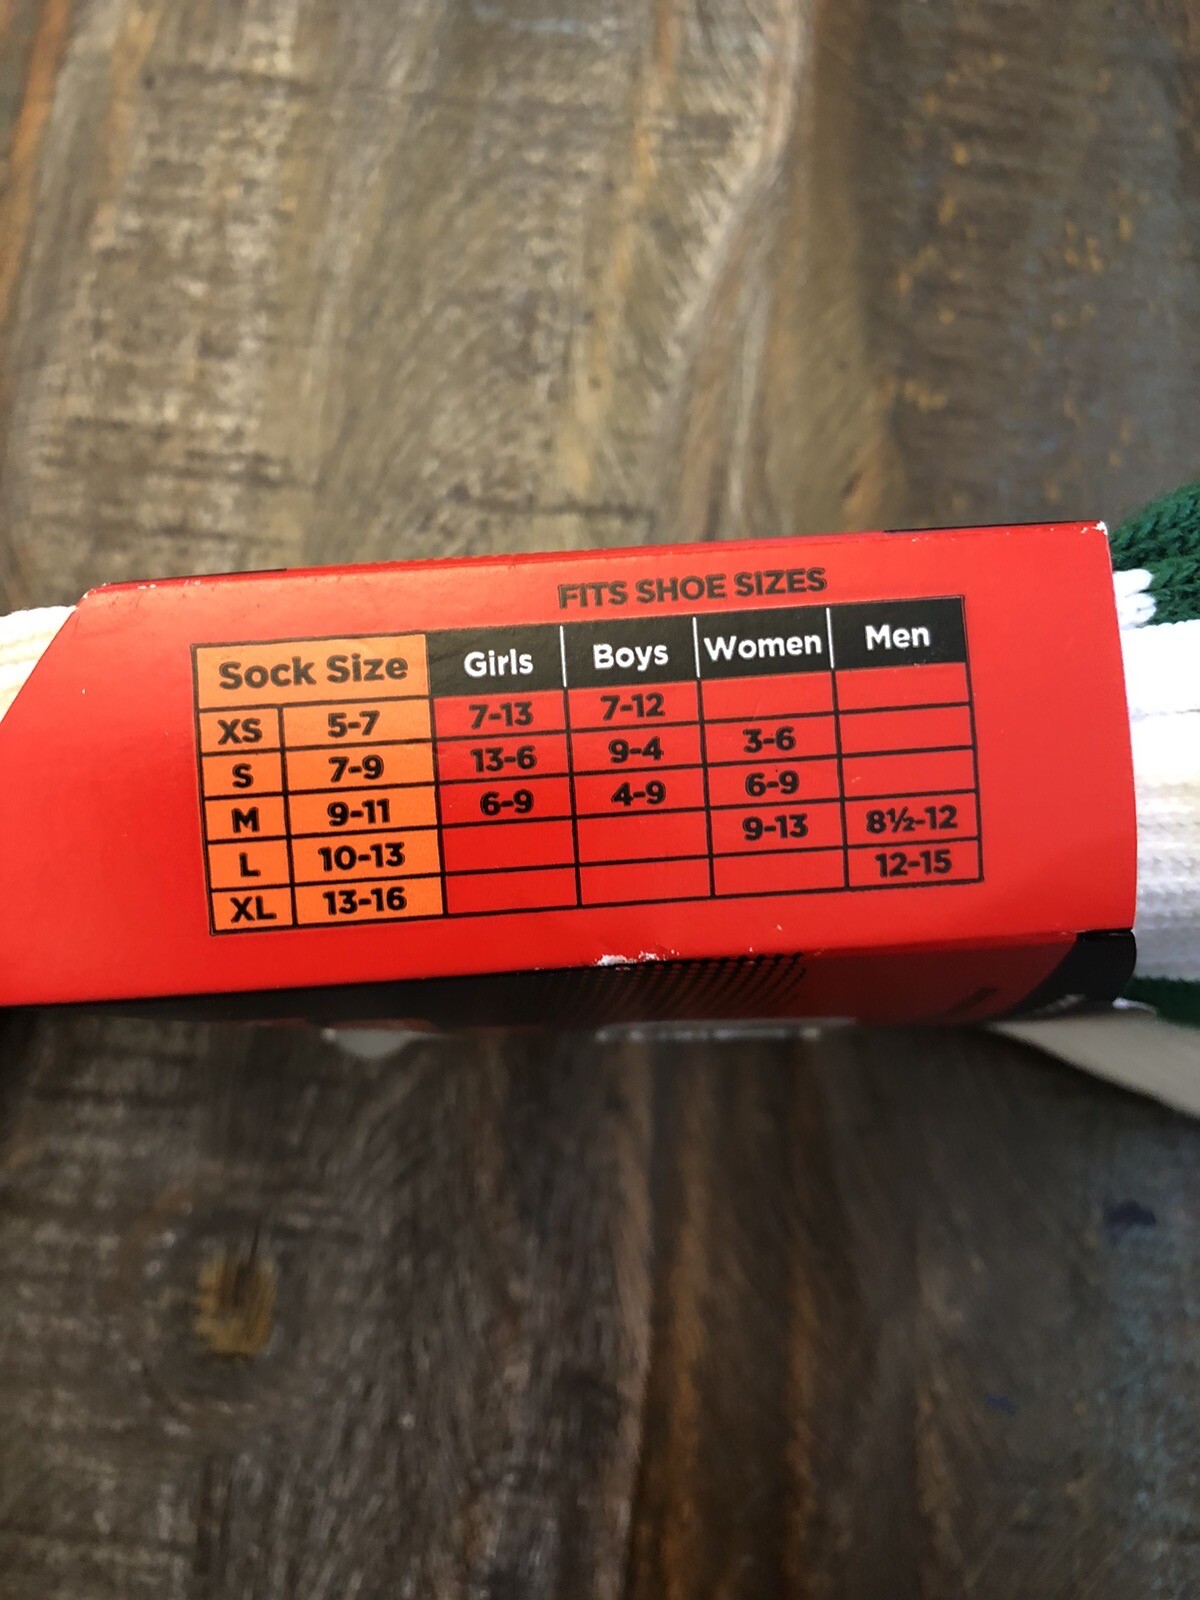 FITS SHOE SIZES
Sock Size Girls Boys Women Men
XS 5-7 7-13 7-12
S 7-9 13-6 9-4 3-6
M 9-11 6-9 4-9 6-9
L 10-13 9-13 8½-12
XL 13-16 12-15